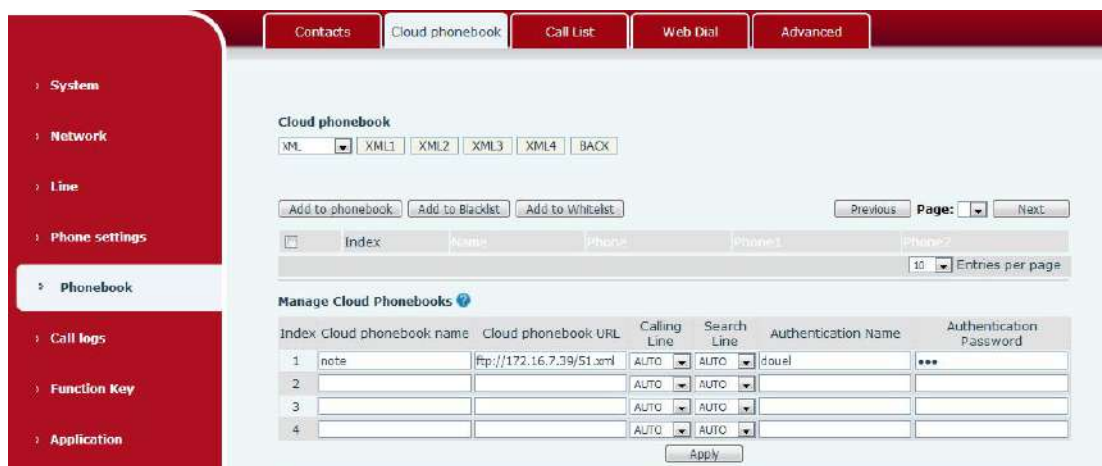 Contacts Cloud phonebook Call List Web Dial Advanced
› System
› Network
› Line
› Phone settings
› Phonebook
› Call logs
› Function Key
› Application
Cloud phonebook
XML XML1 XML2 XML3 XML4 BACK
Add to phonebook Add to Blacklist Add to Whitelist Previous Page: Next
Index Name Phone Phone1 Phone2
10 Entries per page
Manage Cloud Phonebooks ?
Index Cloud phonebook name Cloud phonebook URL Calling Line Search Line Authentication Name Authentication Password
1 note ftp://172.16.7.39/51.xml AUTO AUTO douel •••
2 AUTO AUTO
3 AUTO AUTO
4 AUTO AUTO
Apply